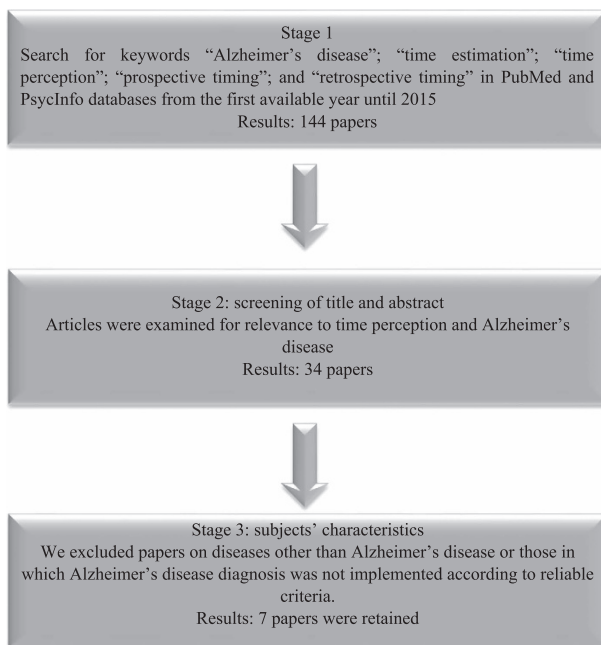 Stage 1
Search for keywords “Alzheimer’s disease”; “time estimation”; “time
perception”; “prospective timing”; and “retrospective timing” in PubMed and
PsycInfo databases from the first available year until 2015
Results: 144 papers
Stage 2: screening of title and abstract
Articles were examined for relevance to time perception and Alzheimer’s
disease
Results: 34 papers
Stage 3: subjects’ characteristics
We excluded papers on diseases other than Alzheimer’s disease or those in
which Alzheimer’s disease diagnosis was not implemented according to reliable
criteria.
Results: 7 papers were retained